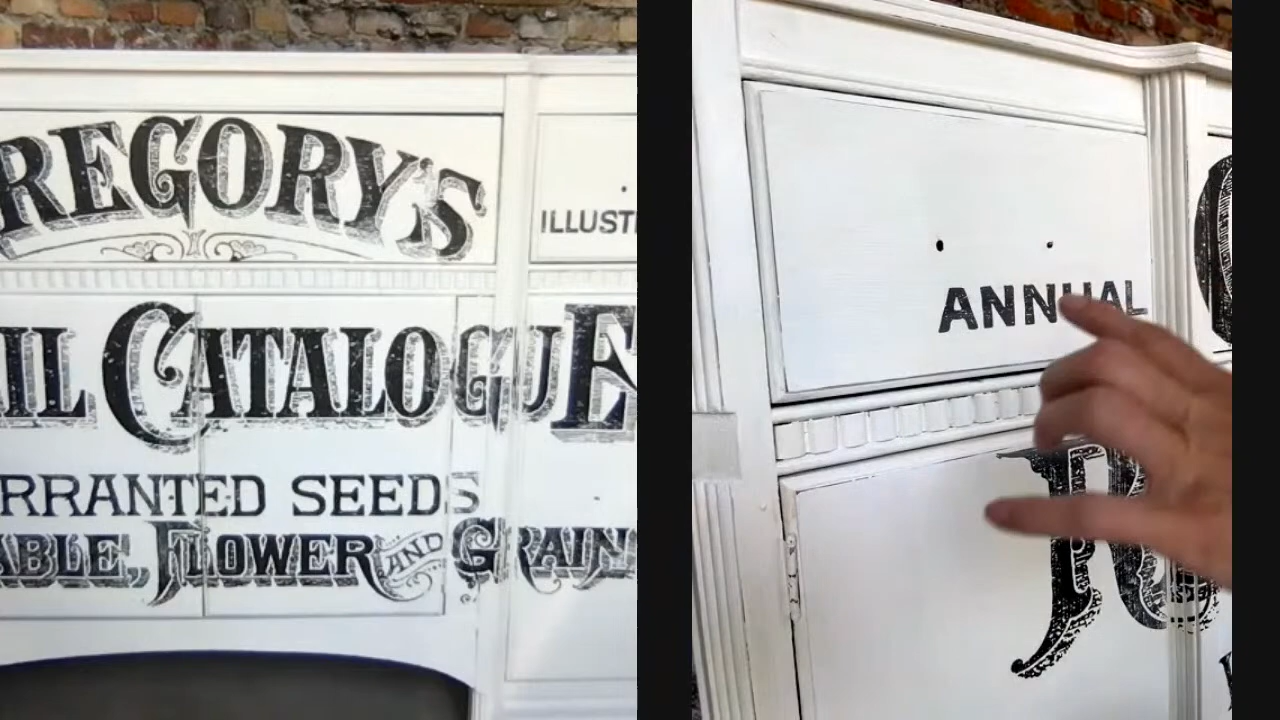 REGORY'S
ILLUST
IL CATALOGUE
RRANTED SEEDS
ABLE, FLOWER AND GRAIN
ANNUAL
R